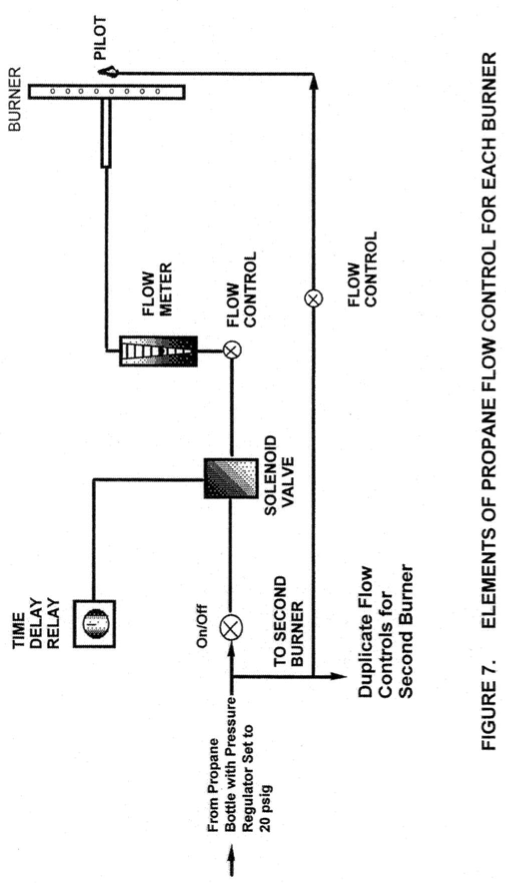 TIME
DELAY
RELAY
BURNER
PILOT
FLOW
METER
FLOW
CONTROL
SOLENOID
VALVE
On/Off
FLOW
CONTROL
TO SECOND
BURNER
From Propane
Bottle with Pressure
Regulator Set to
20 psig
Duplicate Flow
Controls for
Second Burner
FIGURE 7. ELEMENTS OF PROPANE FLOW CONTROL FOR EACH BURNER